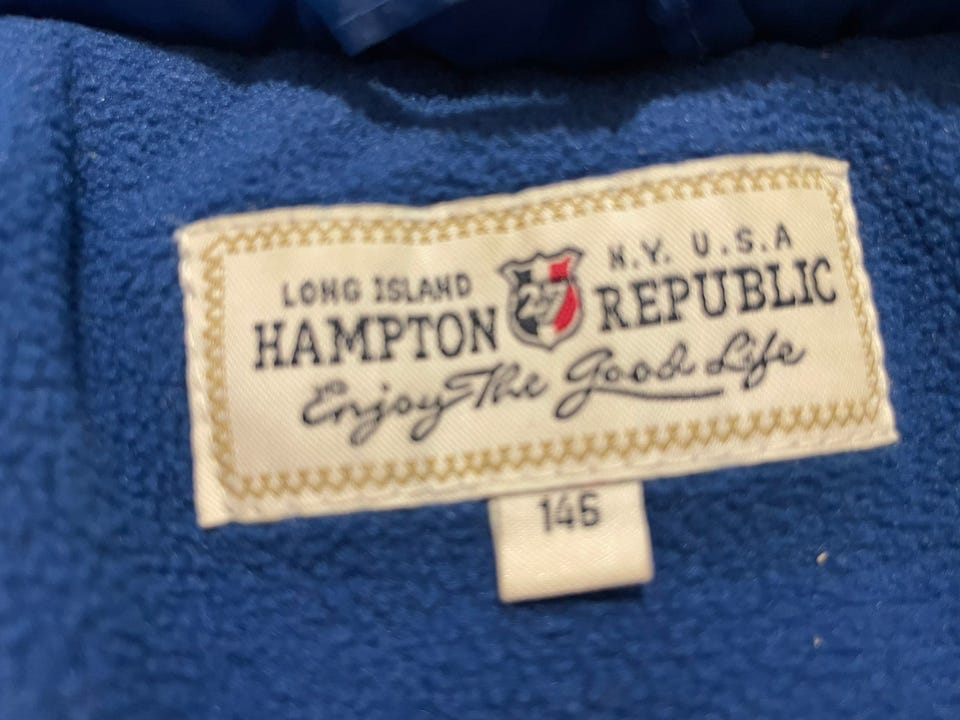 LONG ISLAND N.Y. U.S.A
HAMPTON 27 REPUBLIC
Enjoy The Good Life
146